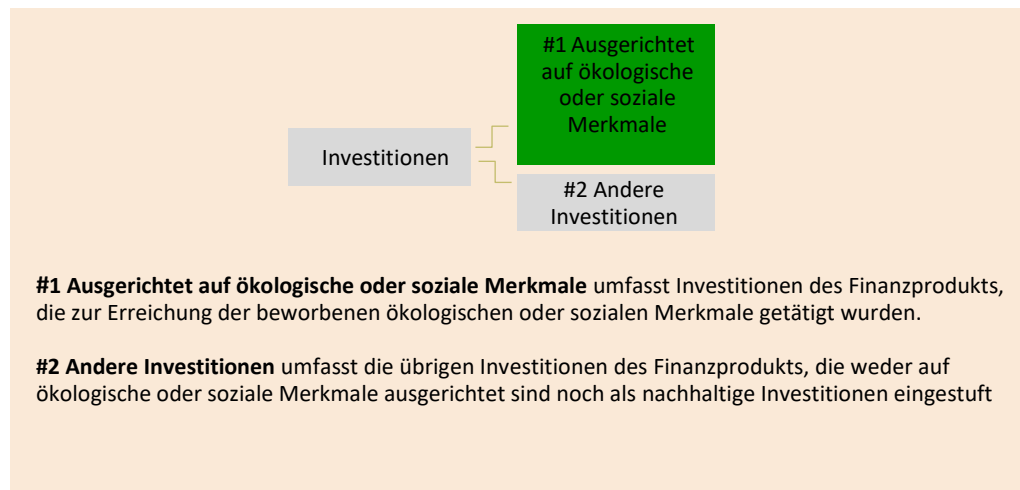 #1 Ausgerichtet
auf ökologische
oder soziale
Merkmale
Investitionen
#2 Andere
Investitionen
#1 Ausgerichtet auf ökologische oder soziale Merkmale umfasst Investitionen des Finanzprodukts,
die zur Erreichung der beworbenen ökologischen oder sozialen Merkmale getätigt wurden.
#2 Andere Investitionen umfasst die übrigen Investitionen des Finanzprodukts, die weder auf
ökologische oder soziale Merkmale ausgerichtet sind noch als nachhaltige Investitionen eingestuft